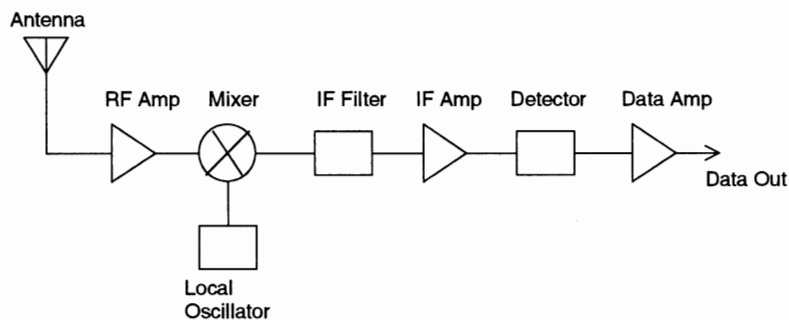 Antenna
RF Amp
Mixer
IF Filter
IF Amp
Detector
Data Amp
Data Out
Local
Oscillator